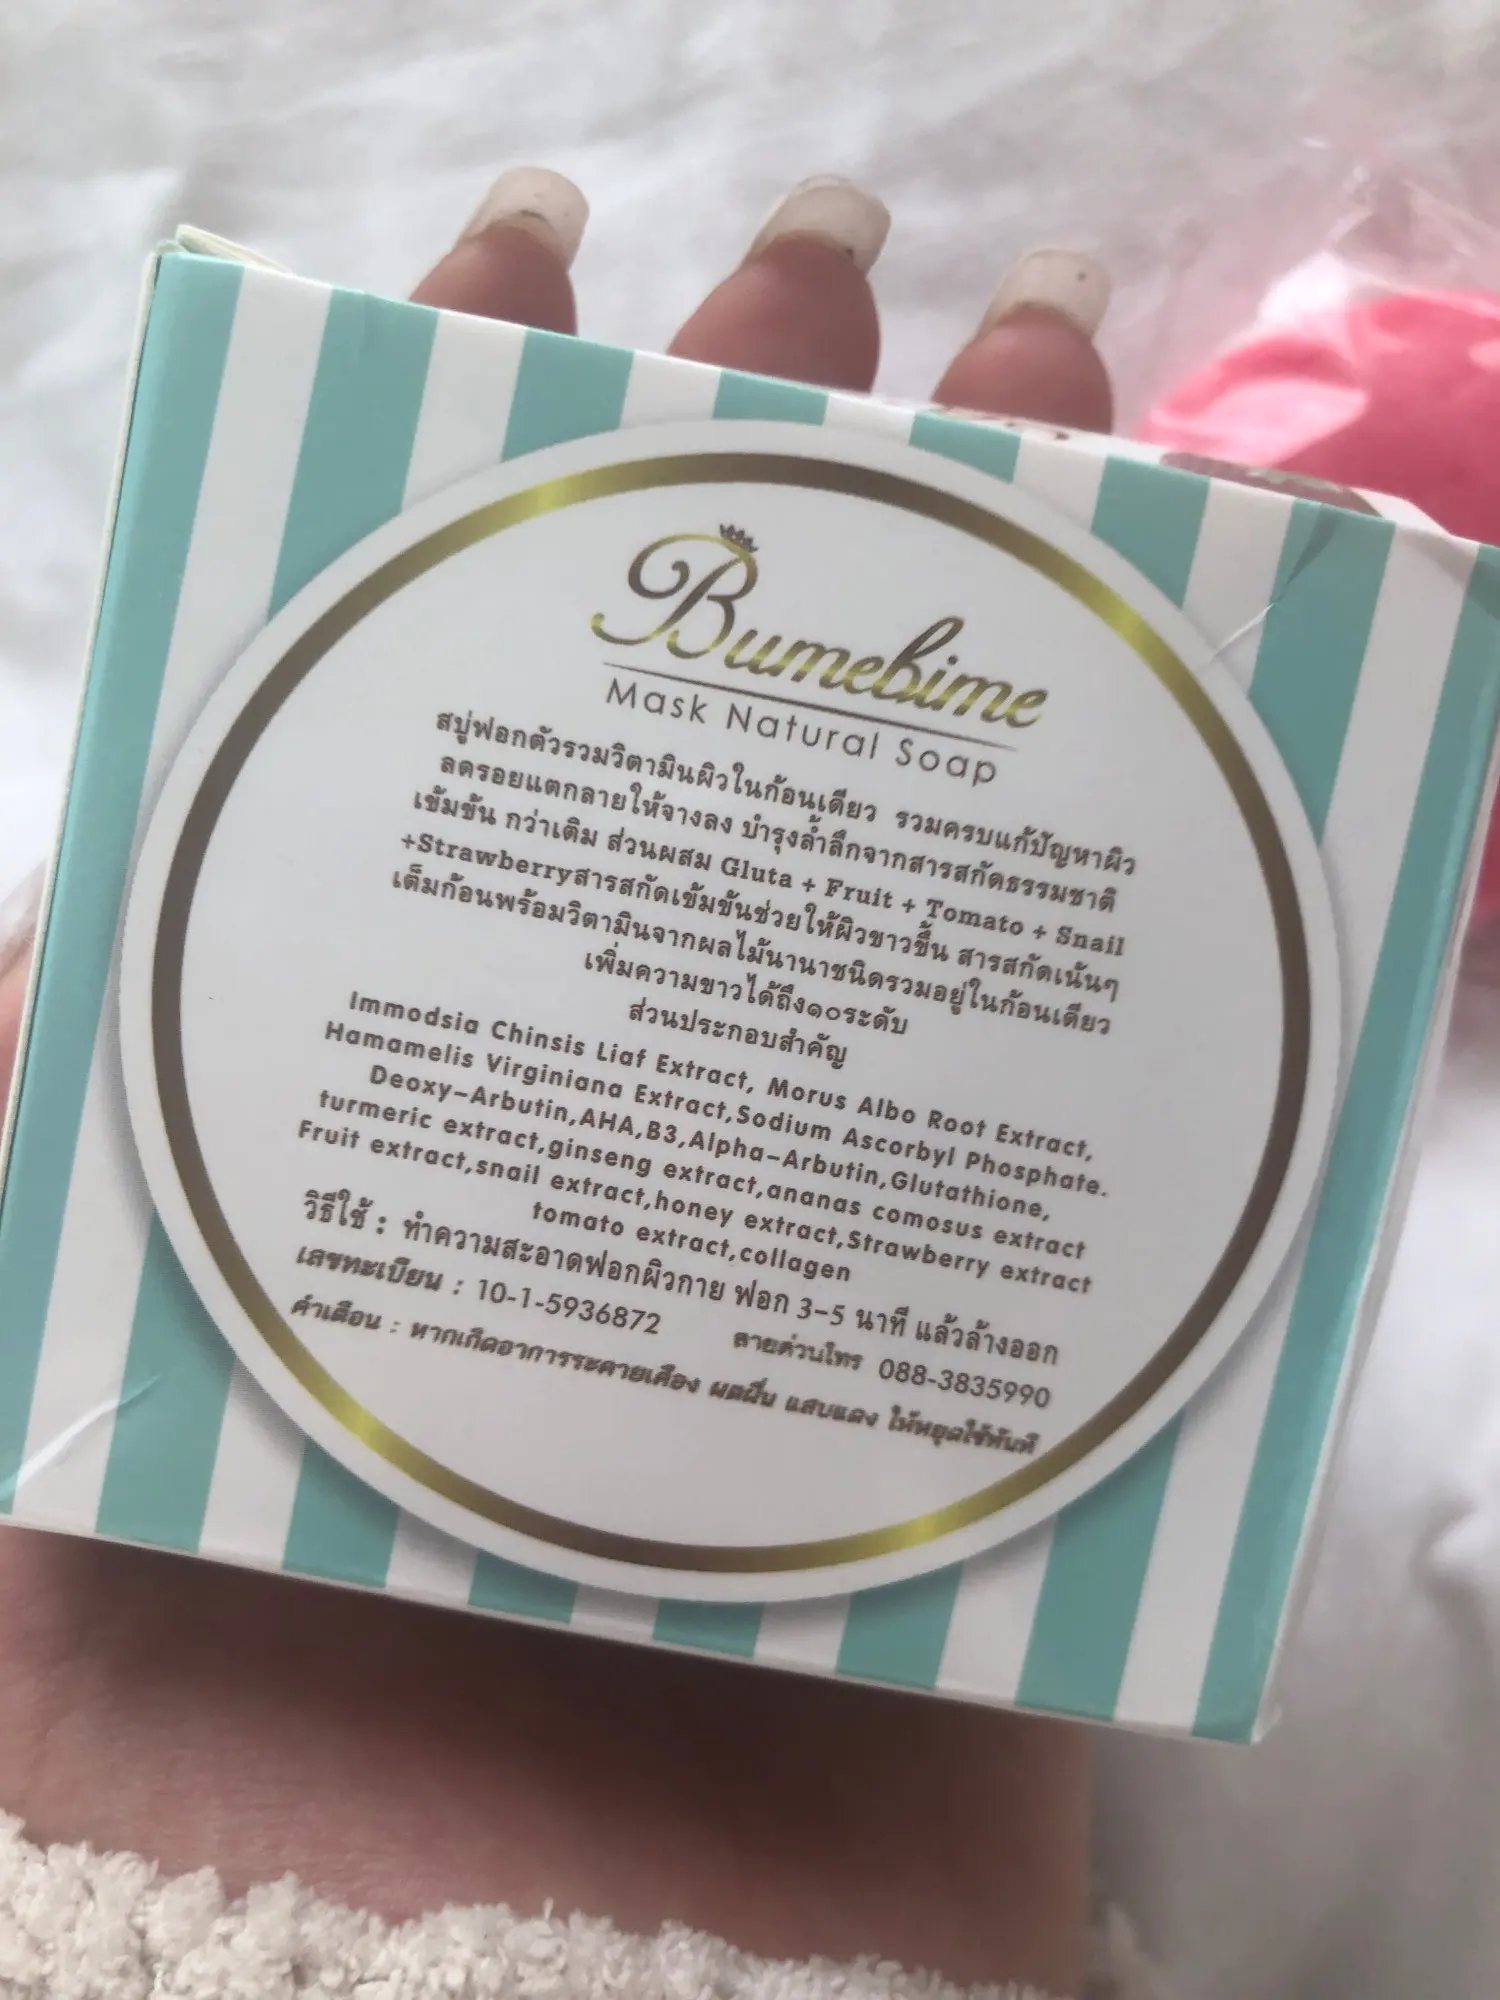 Bumebime
Mask Natural Soap
สบู่ฟอกตัวรวมวิตามินผิวในก้อนเดียว รวมครบแก้ปัญหาผิว
ลดรอยแตกลายให้จางลง บำรุงล้ำลึกจากสารสกัดธรรมชาติ
เข้มข้น กว่าเดิม ส่วนผสม Gluta + Fruit + Tomato + Snail
+Strawberryสารสกัดเข้มข้นช่วยให้ผิวขาวขึ้น สารสกัดเน้นๆ
เต็มก้อนพร้อมวิตามินจากผลไม้นานาชนิดรวมอยู่ในก้อนเดียว
เพิ่มความขาวได้ถึง๑๐ระดับ
ส่วนประกอบสำคัญ
Immodsia Chinsis Liaf Extract, Morus Albo Root Extract,
Hamamelis Virginiana Extract,Sodium Ascorbyl Phosphate.
Deoxy-Arbutin,AHA,B3,Alpha-Arbutin,Glutathione,
turmeric extract,ginseng extract,ananas comosus extract
Fruit extract,snail extract,honey extract,Strawberry extract
tomato extract,collagen
วิธีใช้ : ทำความสะอาดฟอกผิวกาย ฟอก 3-5 นาที แล้วล้างออก
เลขทะเบียน : 10-1-5936872 สายด่วนโทร 088-3835990
คำเตือน : หากเกิดอาการระคายเคือง ผดผื่น แสบแดง ให้หยุดใช้ทันที